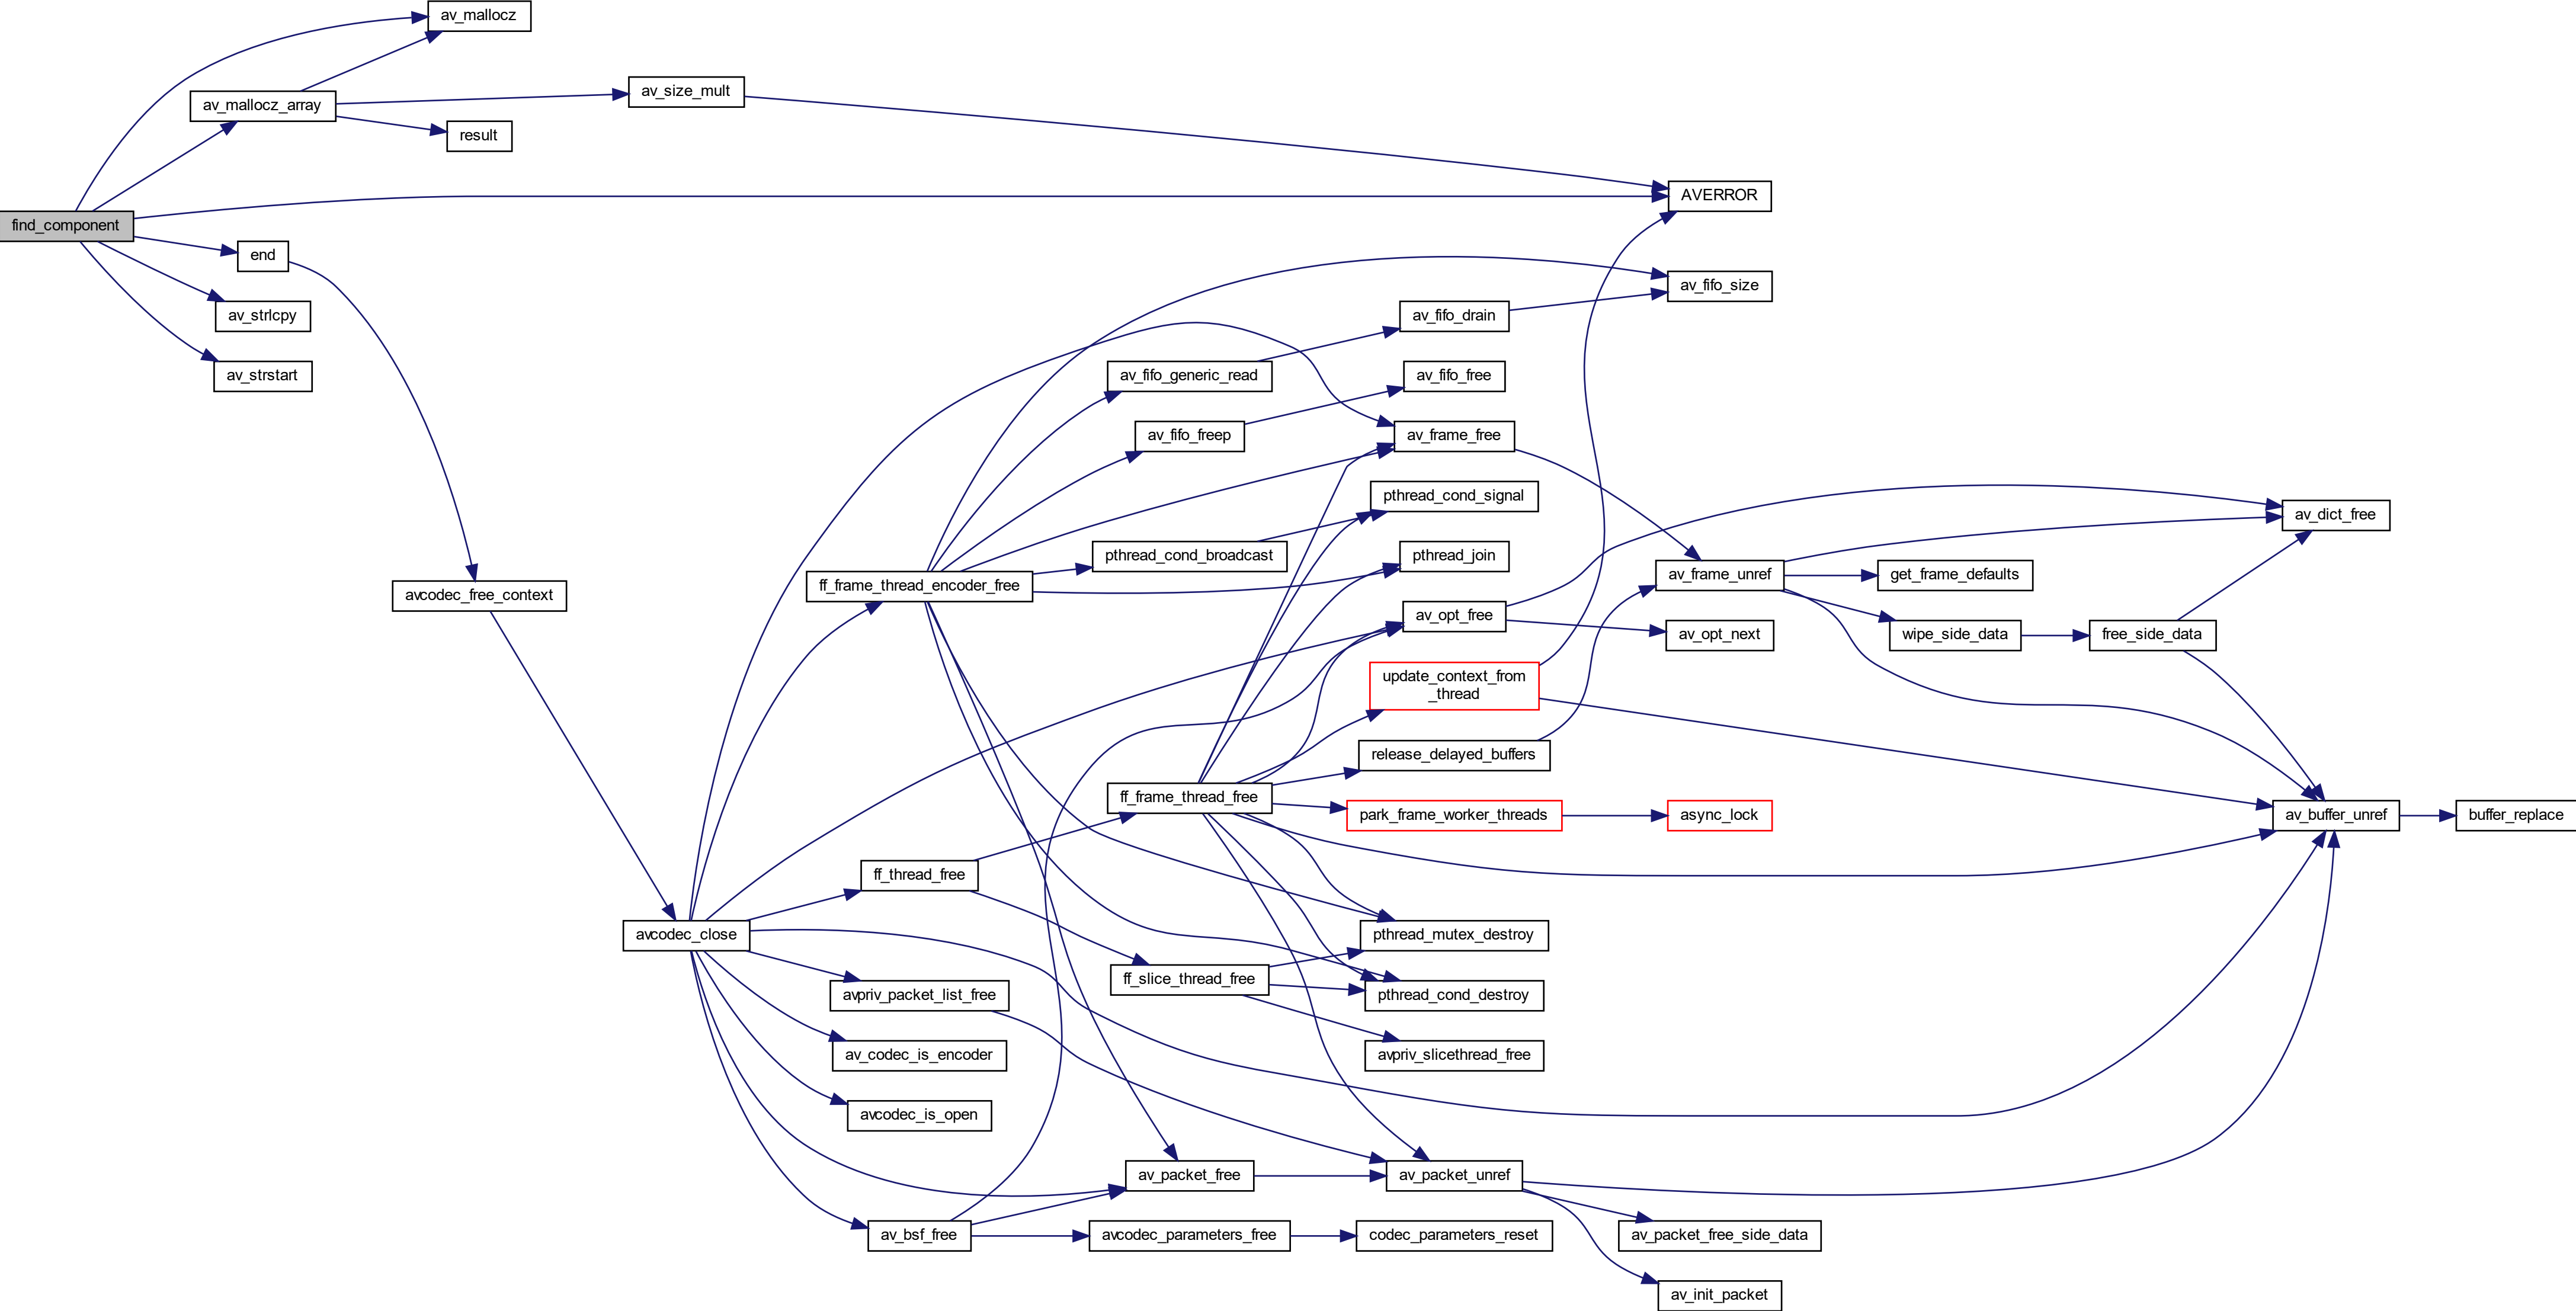 av_mallocz
av_size_mult
av_mallocz_array
result
AVERROR
find_component
end
av_fifo_size
av_strlcpy
av_fifo_drain
av_strstart
av_fifo_generic_read
av_fifo_free
av_fifo_freep
av_frame_free
pthread_cond_signal
av_dict_free
pthread_cond_broadcast
pthread_join
av_frame_unref
get_frame_defaults
ff_frame_thread_encoder_free
avcodec_free_context
av_opt_free
av_opt_next
wipe_side_data
free_side_data
update_context_from
_thread
release_delayed_buffers
ff_frame_thread_free
park_frame_worker_threads
async_lock
av_buffer_unref
buffer_replace
ff_thread_free
avcodec_close
pthread_mutex_destroy
ff_slice_thread_free
avpriv_packet_list_free
pthread_cond_destroy
av_codec_is_encoder
avpriv_slicethread_free
avcodec_is_open
av_packet_free
av_packet_unref
av_bsf_free
avcodec_parameters_free
codec_parameters_reset
av_packet_free_side_data
av_init_packet